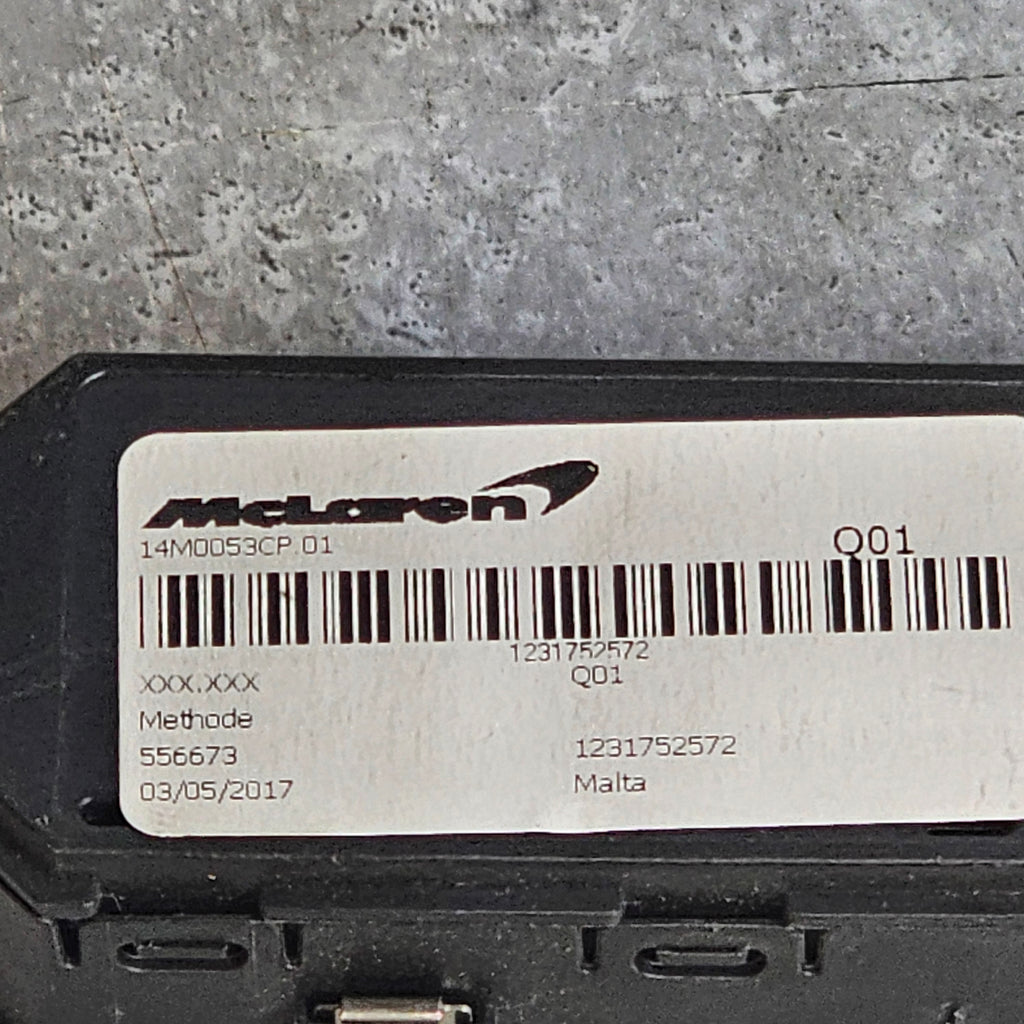 McLaren
14M0053CP.01
Q01
1231752572
Q01
XXX.XXX
Methode
556673
1231752572
03/05/2017
Malta